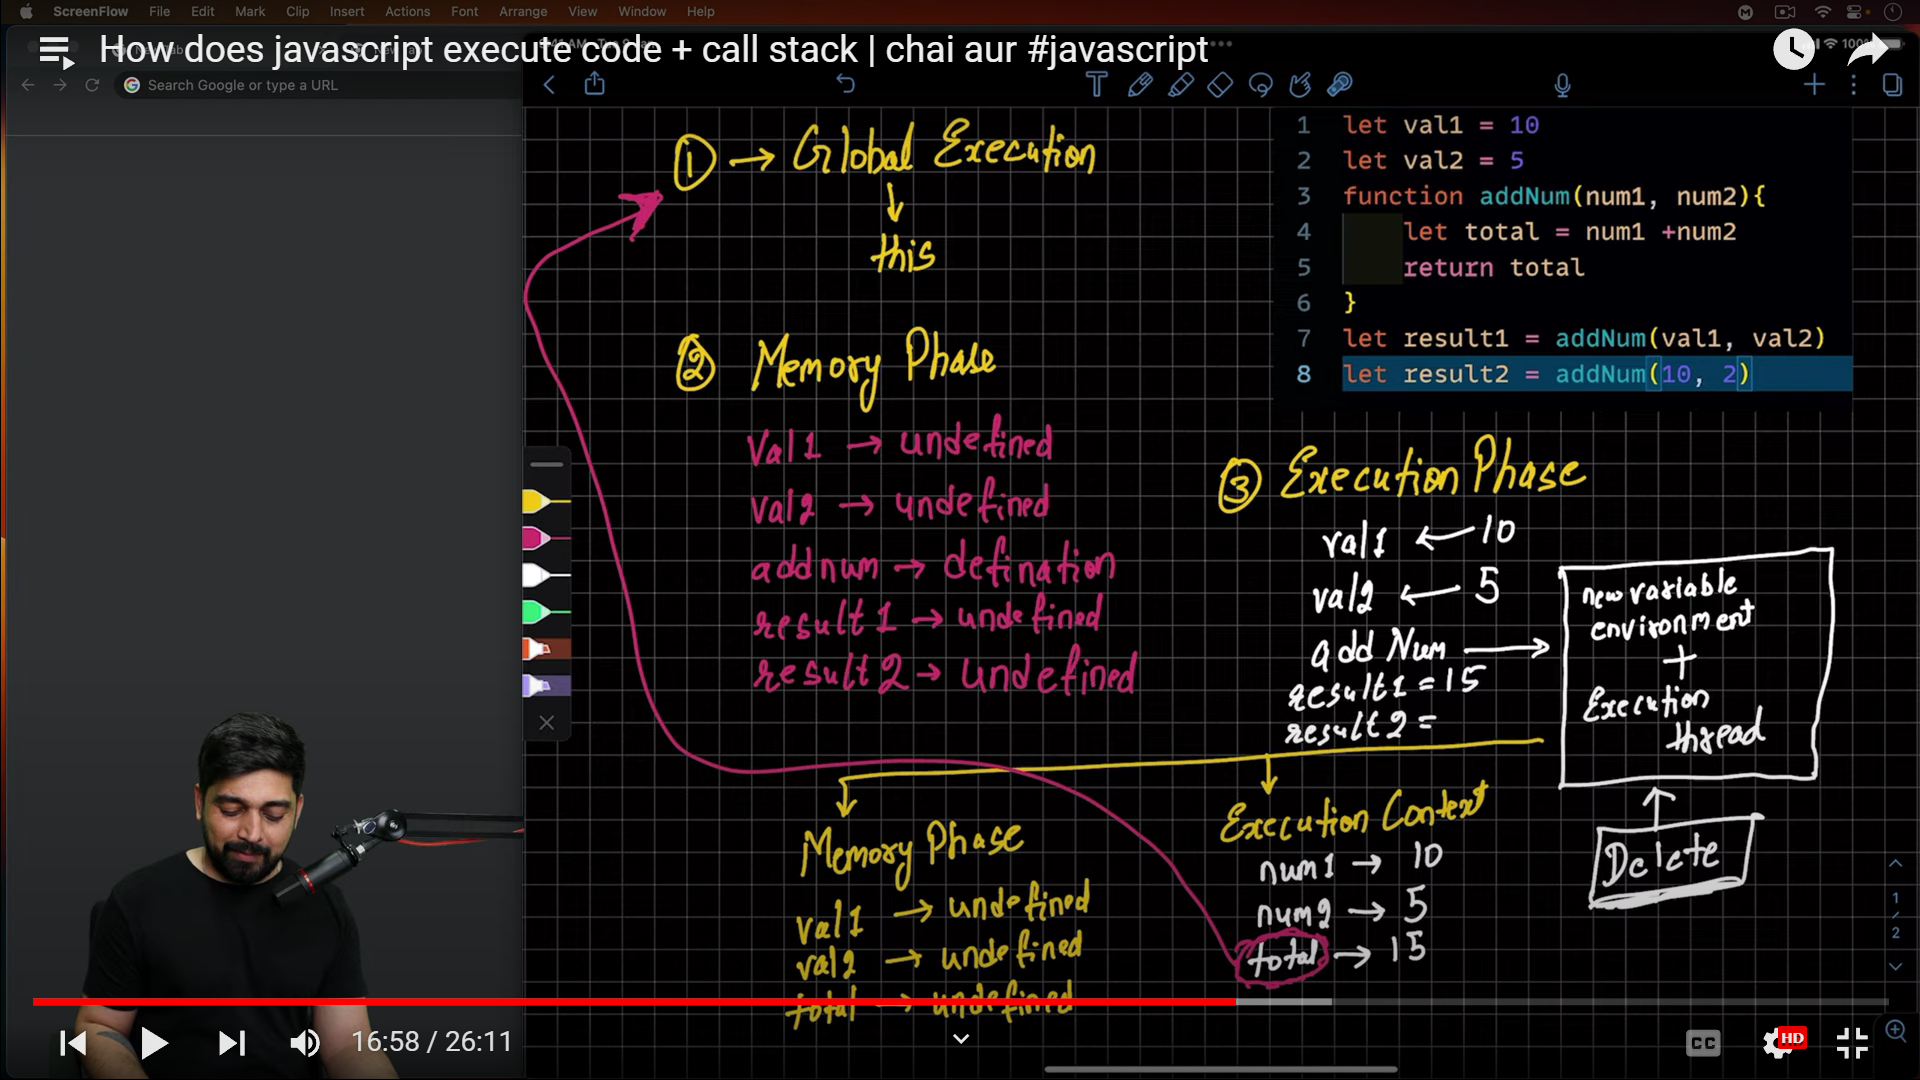 ScreenFlow File Edit Mark Clip Insert Actions Font Arrange View Window Help
How does javascript execute code + call stack | chai aur #javascript
Search Google or type a URL
1 → Global Execution
this
2 Memory Phase
Val1 → undefined
val2 → undefined
addnum → defination
result1 → undefined
result2 → undefined
1 let val1 = 10
2 let val2 = 5
3 function addNum(num1, num2){
4 let total = num1 +num2
5 return total
6 }
7 let result1 = addNum(val1, val2)
8 let result2 = addNum(10, 2)
3 Execution Phase
val1 ← 10
val2 ← 5
add Num →
result1 = 15
result2 =
new variable
environment
+
Execution
thread
Delete
Memory Phase
val1 → undefined
val2 → undefined
total → undefined
Execution Context
num1 → 10
num2 → 5
total → 15
1
/
2
16:58 / 26:11
CC
HD